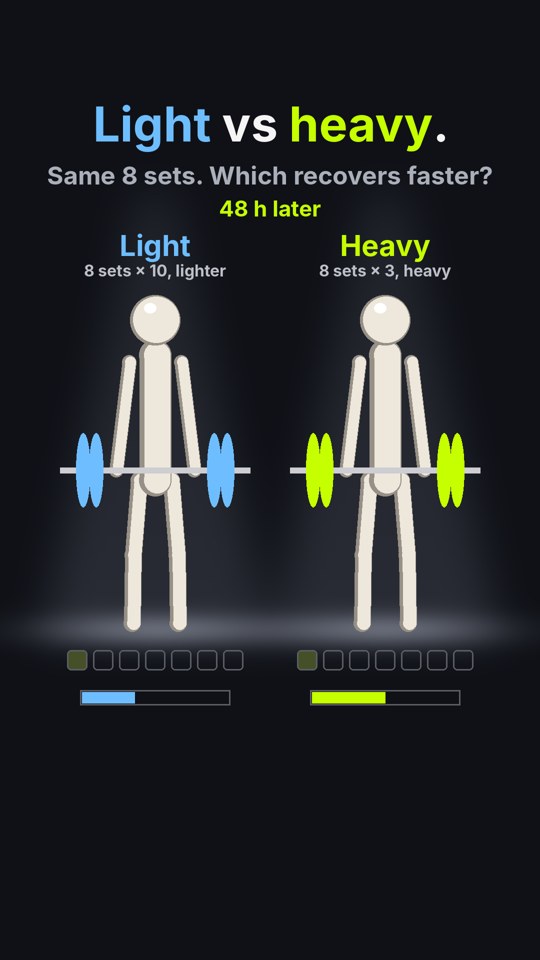 Light vs heavy.
Same 8 sets. Which recovers faster?
48 h later
Light
8 sets × 10, lighter
Heavy
8 sets × 3, heavy